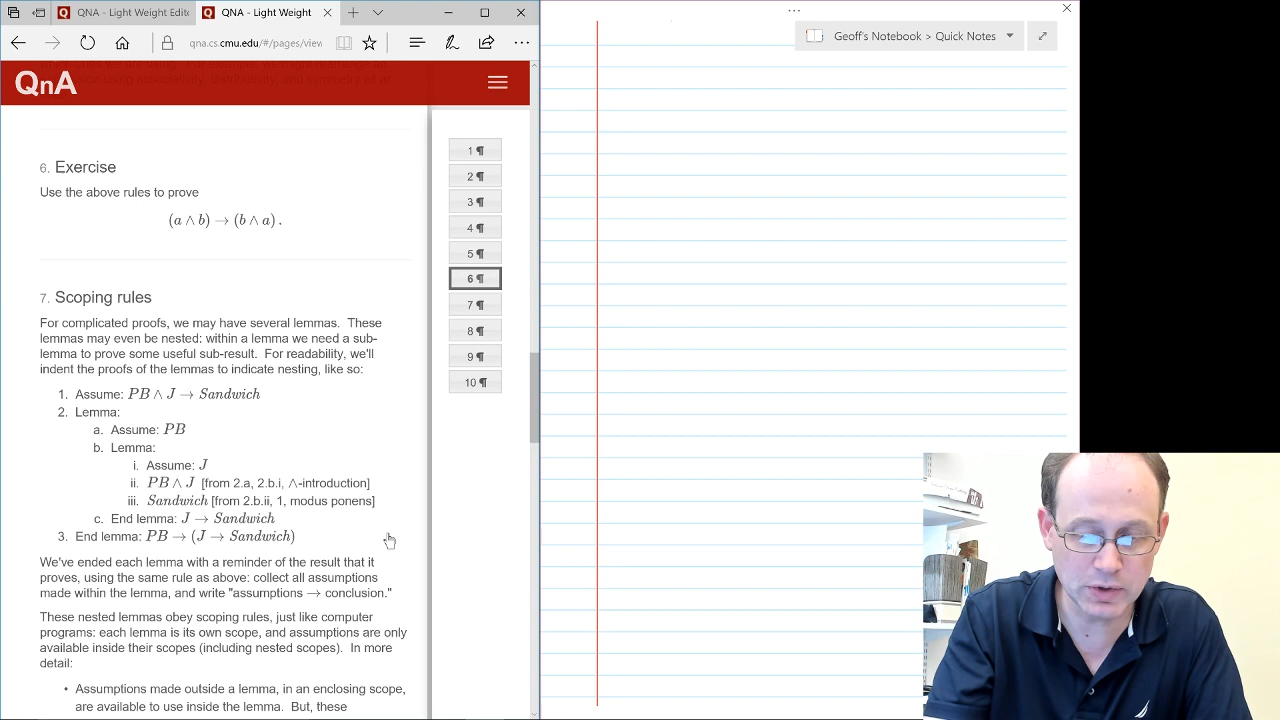 QNA - Lemma Weight Edito
QNA - Lemma Weight
qna.cs.cmu.edu/#/pages/view
Geoff's Notebook > Quick Notes
QnA
6. Exercise
Use the above rules to prove
(a ∧ b) → (b ∧ a).
7. Scoping rules
For complicated proofs, we may have several lemmas. These
lemmas may even be nested: within a lemma we need a sub-
lemma to prove some useful sub-result. For readability, we'll
indent the proofs of the lemmas to indicate nesting, like so:
1. Assume: PB ∧ J → Sandwich
2. Lemma:
a. Assume: PB
b. Lemma:
i. Assume: J
ii. PB ∧ J [from 2.a, 2.b.i, ∧-introduction]
iii. Sandwich [from 2.b.ii, 1, modus ponens]
c. End lemma: J → Sandwich
3. End lemma: PB → (J → Sandwich)
We've ended each lemma with a reminder of the result that it
proves, using the same rule as above: collect all assumptions
made within the lemma, and write "assumptions → conclusion."
These nested lemmas obey scoping rules, just like computer
programs: each lemma is its own scope, and assumptions are only
available inside their scopes (including nested scopes). In more
detail:
• Assumptions made outside a lemma, in an enclosing scope,
are available to use inside the lemma. But, these
1 ¶
2 ¶
3 ¶
4 ¶
5 ¶
6 ¶
7 ¶
8 ¶
9 ¶
10 ¶